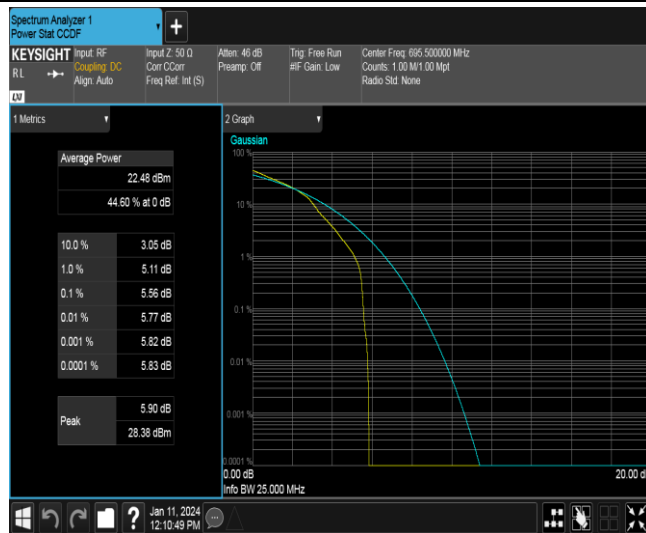 Spectrum Analyzer 1
Power Stat CCDF
KEYSIGHT
RL
Input: RF
Coupling: DC
Align: Auto
Input Z: 50 Ω
Corr CCorr
Freq Ref: Int (S)
Atten: 46 dB
Preamp: Off
Trig: Free Run
#IF Gain: Low
Center Freq: 695.500000 MHz
Counts: 1.00 M/1.00 Mpt
Radio Std: None
1 Metrics
Average Power
22.48 dBm
44.60 % at 0 dB
10.0 % 3.05 dB
1.0 % 5.11 dB
0.1 % 5.56 dB
0.01 % 5.77 dB
0.001 % 5.82 dB
0.0001 % 5.83 dB
Peak
5.90 dB
28.38 dBm
2 Graph
Gaussian
100 %
10 %
1 %
0.1 %
0.01 %
0.001 %
0.0001 %
0.00 dB
20.00 d
Info BW 25.000 MHz
?
Jan 11, 2024
12:10:49 PM